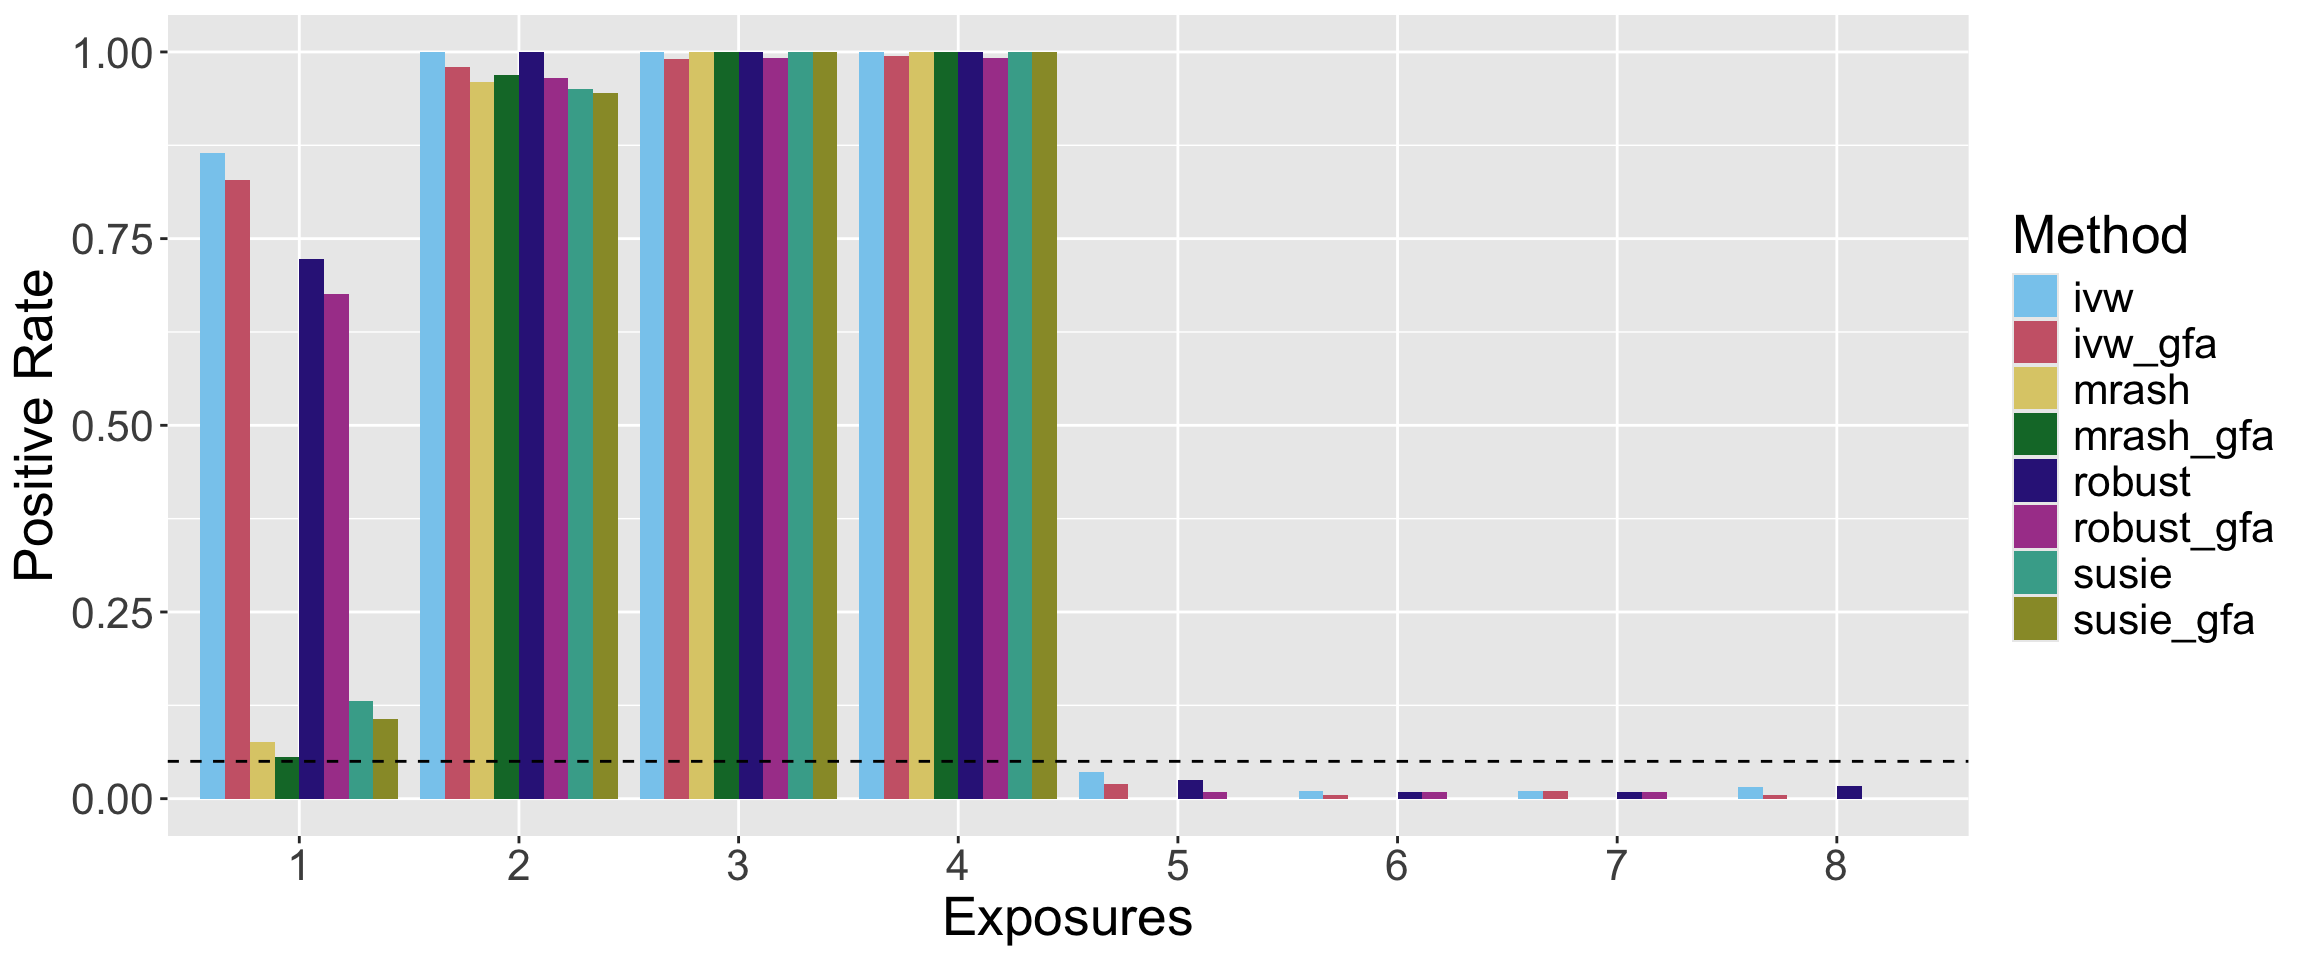 Positive Rate
1.00
0.75
0.50
0.25
0.00
1 2 3 4 5 6 7 8
Exposures
Method
ivw
ivw_gfa
mrash
mrash_gfa
robust
robust_gfa
susie
susie_gfa